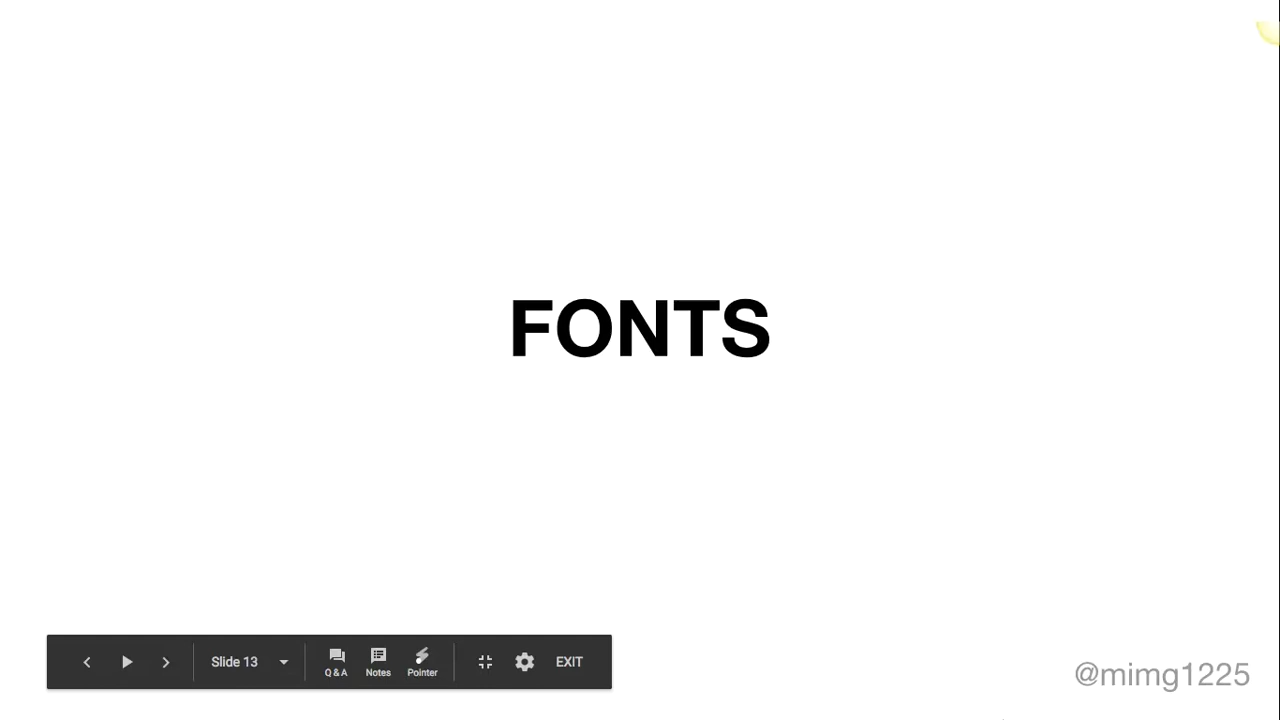 FONTS
Slide 13
Q & A
Notes
Pointer
EXIT
@mimg1225